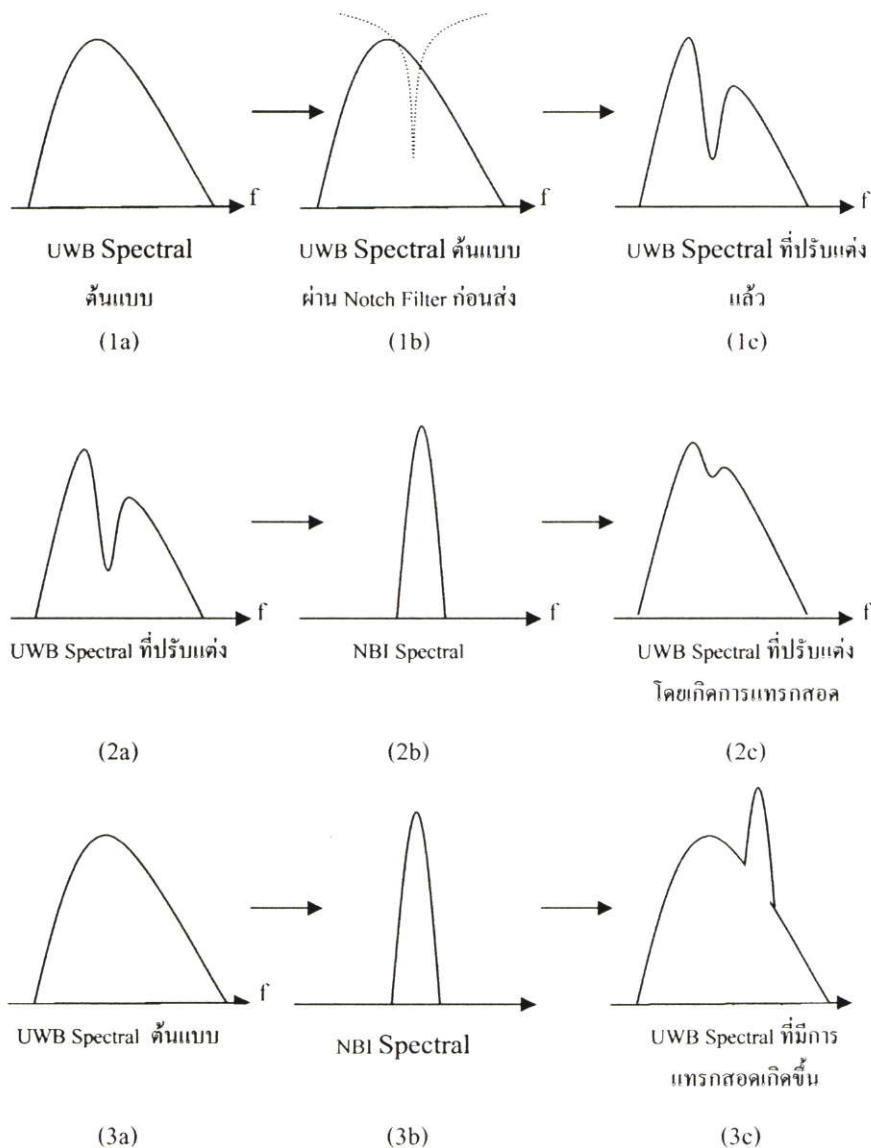 f
f
f
UWB Spectral
ต้นแบบ
(1a)
UWB Spectral ต้นแบบ
ผ่าน Notch Filter ก่อนส่ง
(1b)
UWB Spectral ที่ปรับแต่ง
แล้ว
(1c)
f
f
f
UWB Spectral ที่ปรับแต่ง
NBI Spectral
UWB Spectral ที่ปรับแต่ง
โดยเกิดการแทรกสอด
(2a)
(2b)
(2c)
f
UWB Spectral ต้นแบบ
NBI Spectral
UWB Spectral ที่มีการ
แทรกสอดเกิดขึ้น
(3a)
(3b)
(3c)